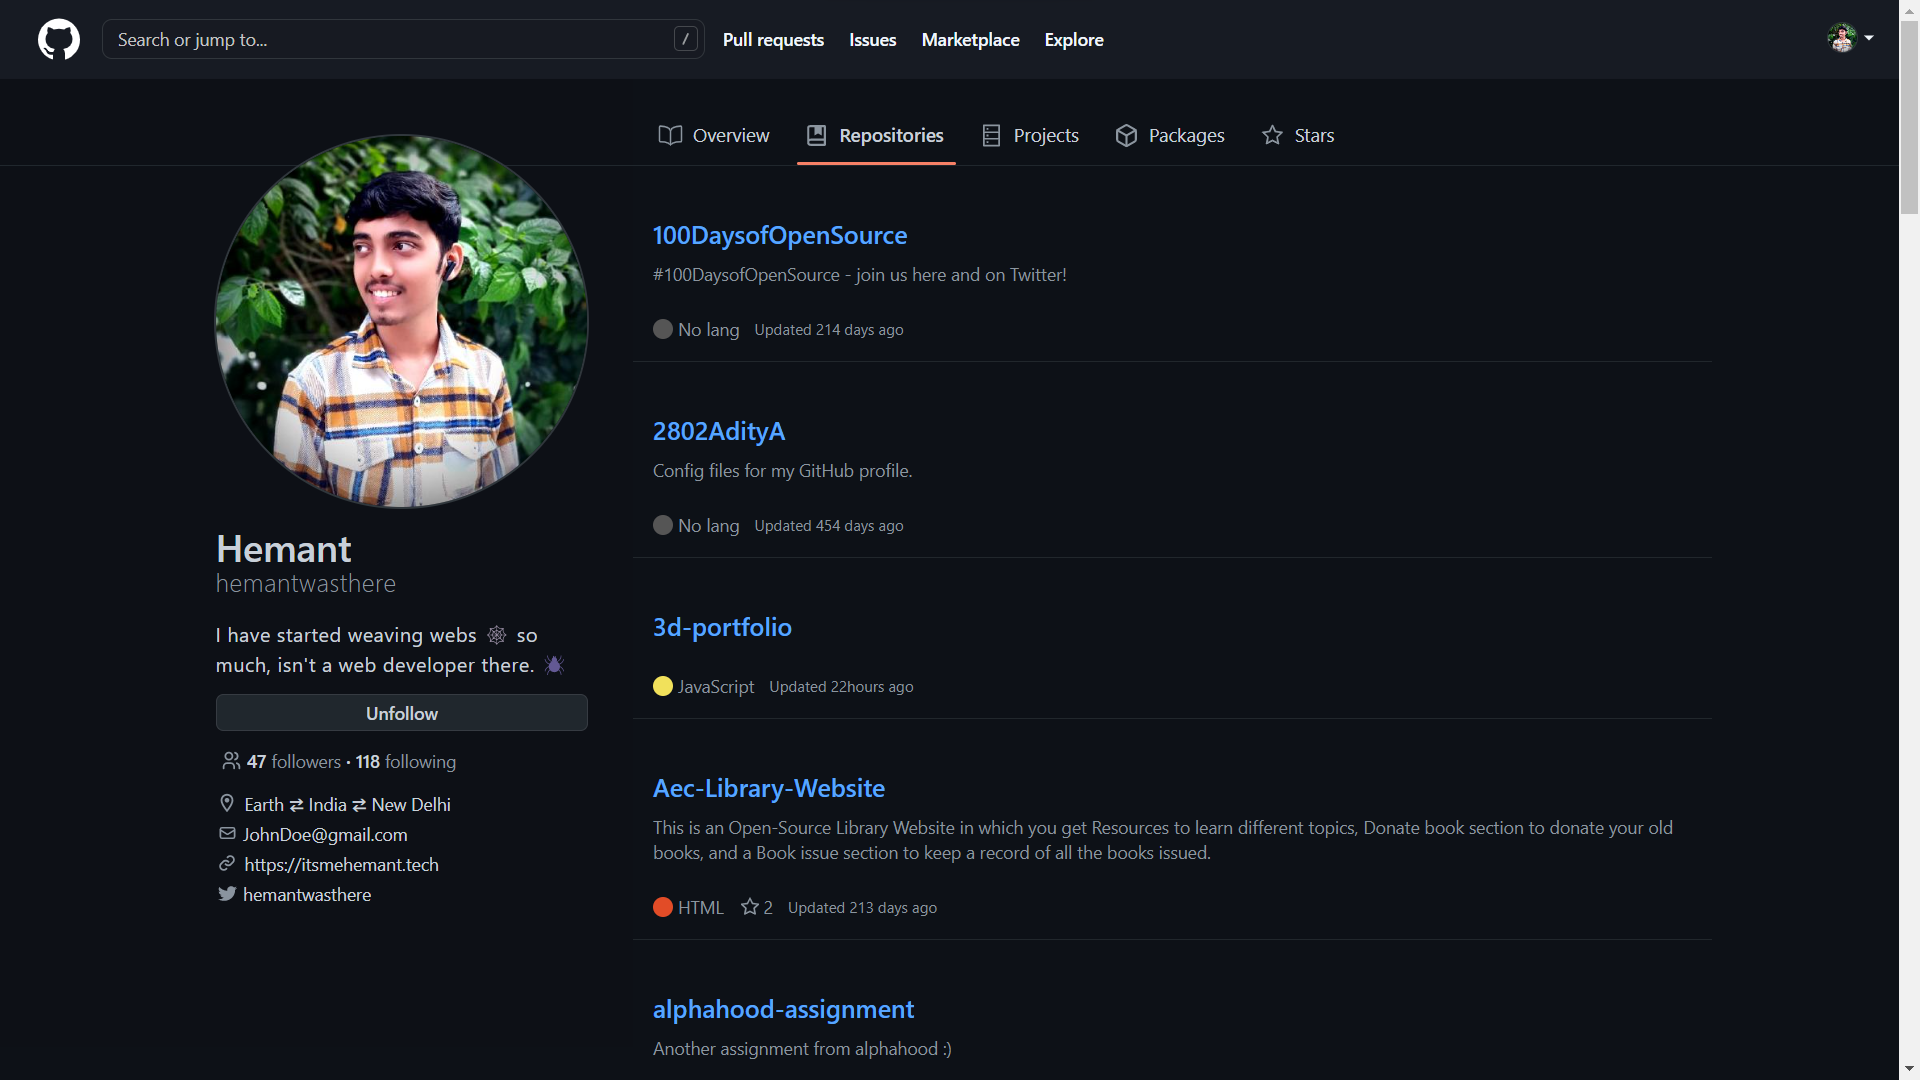 Search or jump to... /
Pull requests Issues Marketplace Explore
Overview Repositories Projects Packages Stars
Hemant
hemantwasthere
I have started weaving webs 🕸 so
much, isn't a web developer there. 🕷
Unfollow
47 followers · 118 following
Earth ⇄ India ⇄ New Delhi
JohnDoe@gmail.com
https://itsmehemant.tech
hemantwasthere
100DaysofOpenSource
#100DaysofOpenSource - join us here and on Twitter!
No lang Updated 214 days ago
2802AdityA
Config files for my GitHub profile.
No lang Updated 454 days ago
3d-portfolio
JavaScript Updated 22hours ago
Aec-Library-Website
This is an Open-Source Library Website in which you get Resources to learn different topics, Donate book section to donate your old
books, and a Book issue section to keep a record of all the books issued.
HTML 2 Updated 213 days ago
alphahood-assignment
Another assignment from alphahood :)